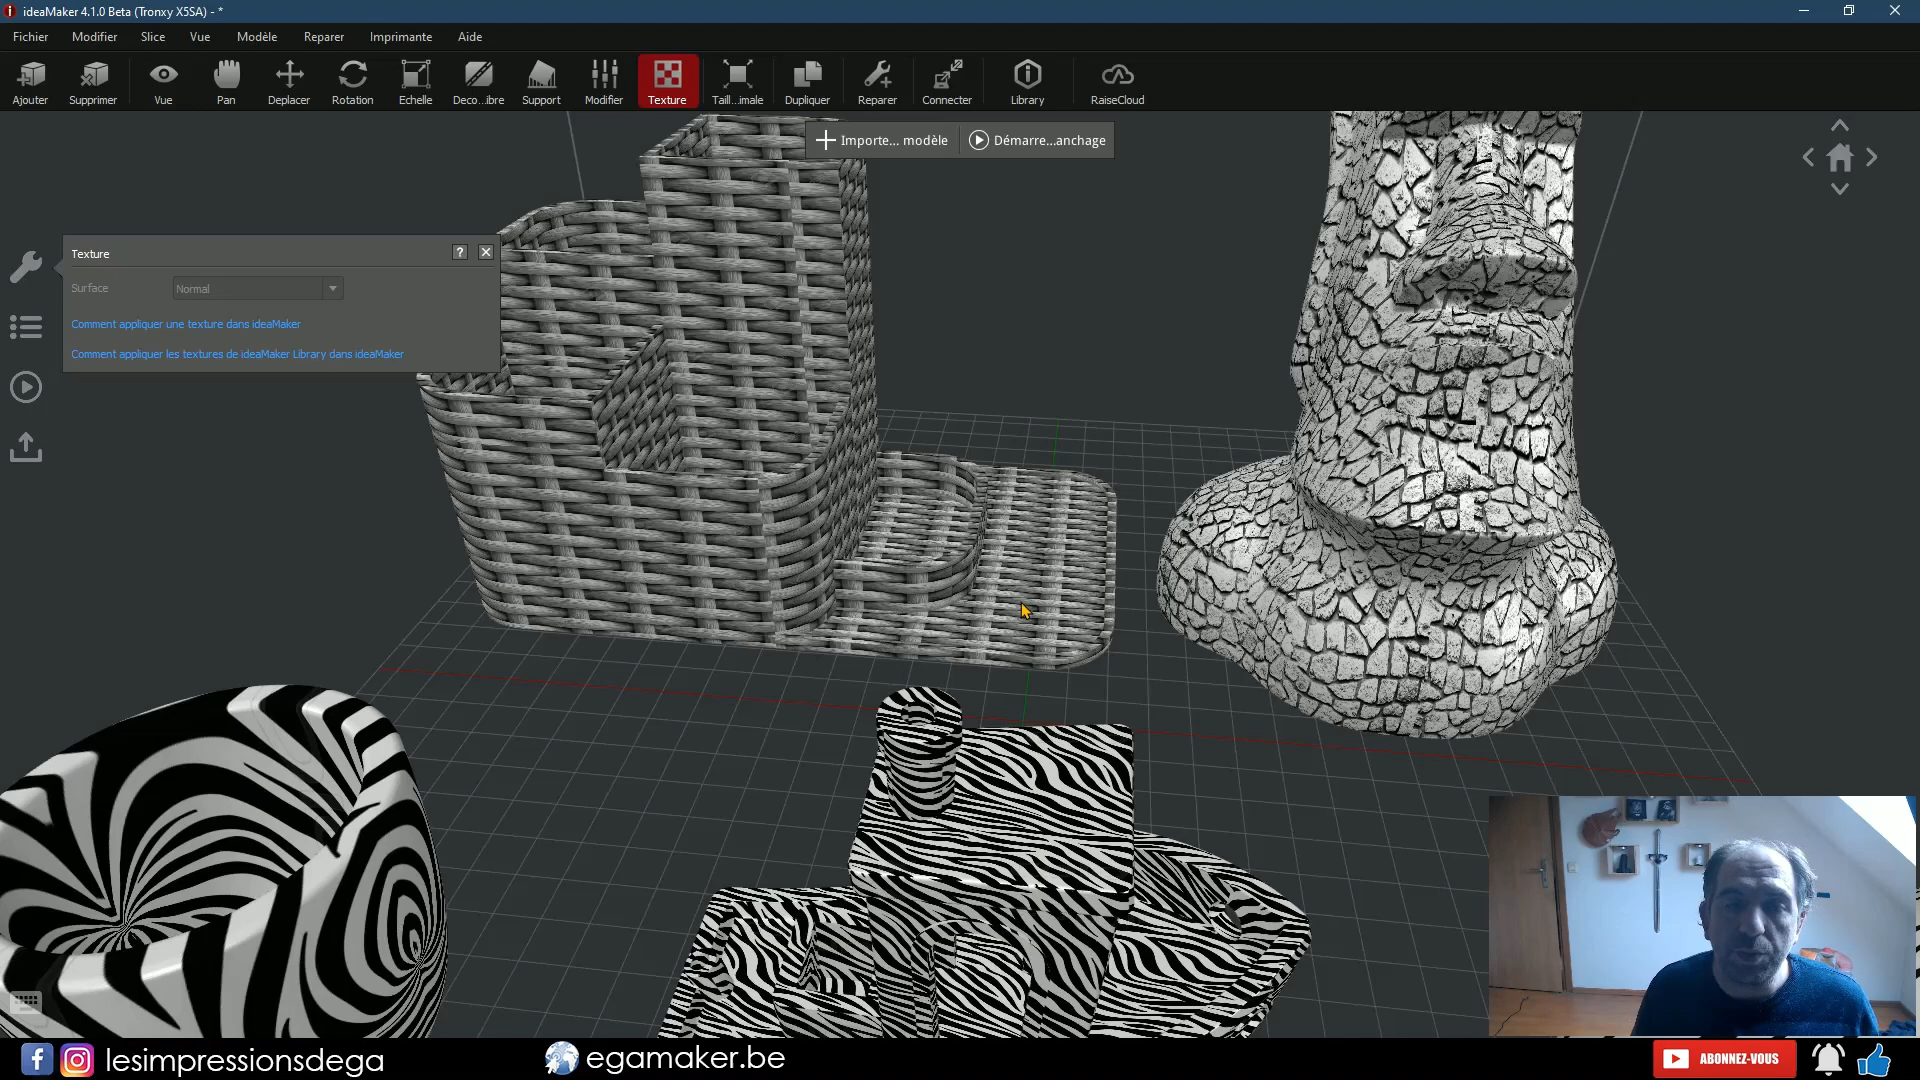 ideaMaker 4.1.0 Beta (Tronxy X5SA) - *
Fichier Modifier Slice Vue Modèle Reparer Imprimante Aide
Ajouter Supprimer Vue Pan Deplacer Rotation Echelle Deco...ibre Support Modifier Texture Taill...imale Dupliquer Reparer Connecter Library RaiseCloud
Importe... modèle Démarre...anchage
Texture ?
Surface Normal
Comment appliquer une texture dans ideaMaker
Comment appliquer les textures de ideaMaker Library dans ideaMaker
lesimpressionsdega egamaker.be ABONNEZ-VOUS